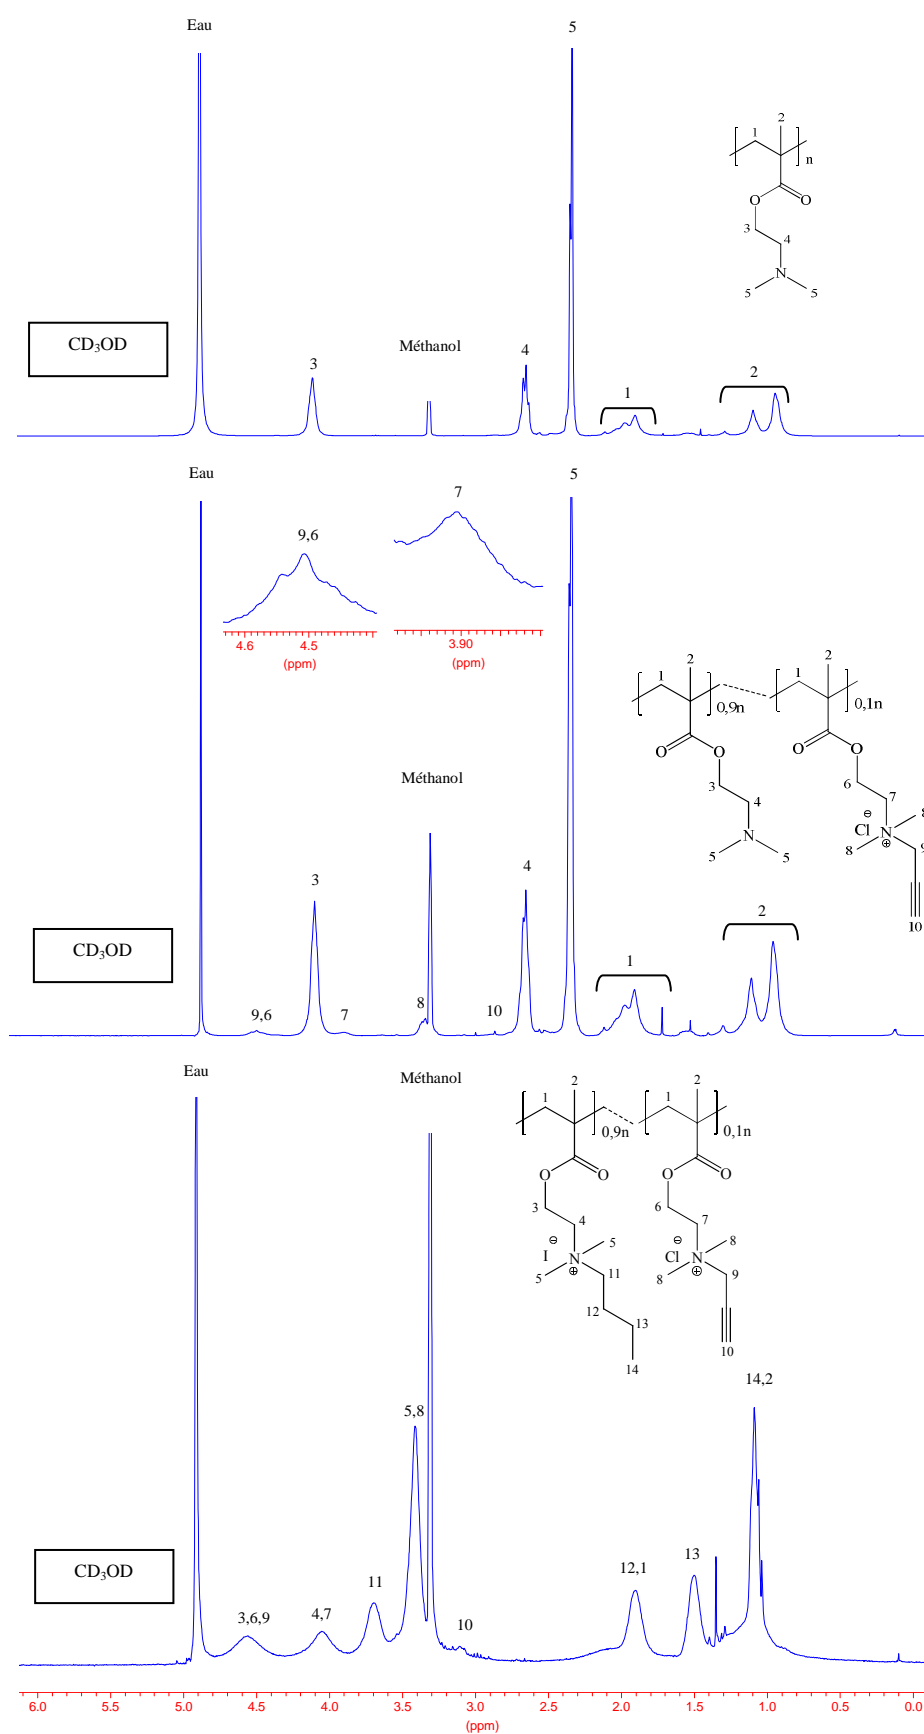 Eau
5
1
2
n
O
O
3
4
N
5
5
CD₃OD
Méthanol
3
4
1
2
Eau
5
7
9,6
4.6
4.5
(ppm)
3.90
(ppm)
1
2
0,9n
1
2
0,1n
O
O
3
4
N
5
5
O
O
6
7
Cl
⊖
N
⊕
8
8
9
10
Méthanol
3
4
2
1
CD₃OD
9,6
7
8
10
Eau
Méthanol
1
2
0,9n
1
2
0,1n
O
O
3
4
I
⊖
N
⊕
5
5
11
12
13
14
O
O
6
7
Cl
⊖
N
⊕
8
8
9
10
14,2
5,8
CD₃OD
3,6,9
4,7
11
10
12,1
13
6.0 5.0 4.5 4.0 3.5 3.0 2.5 2.0 1.5 1.0 0.5 0.0
(ppm)